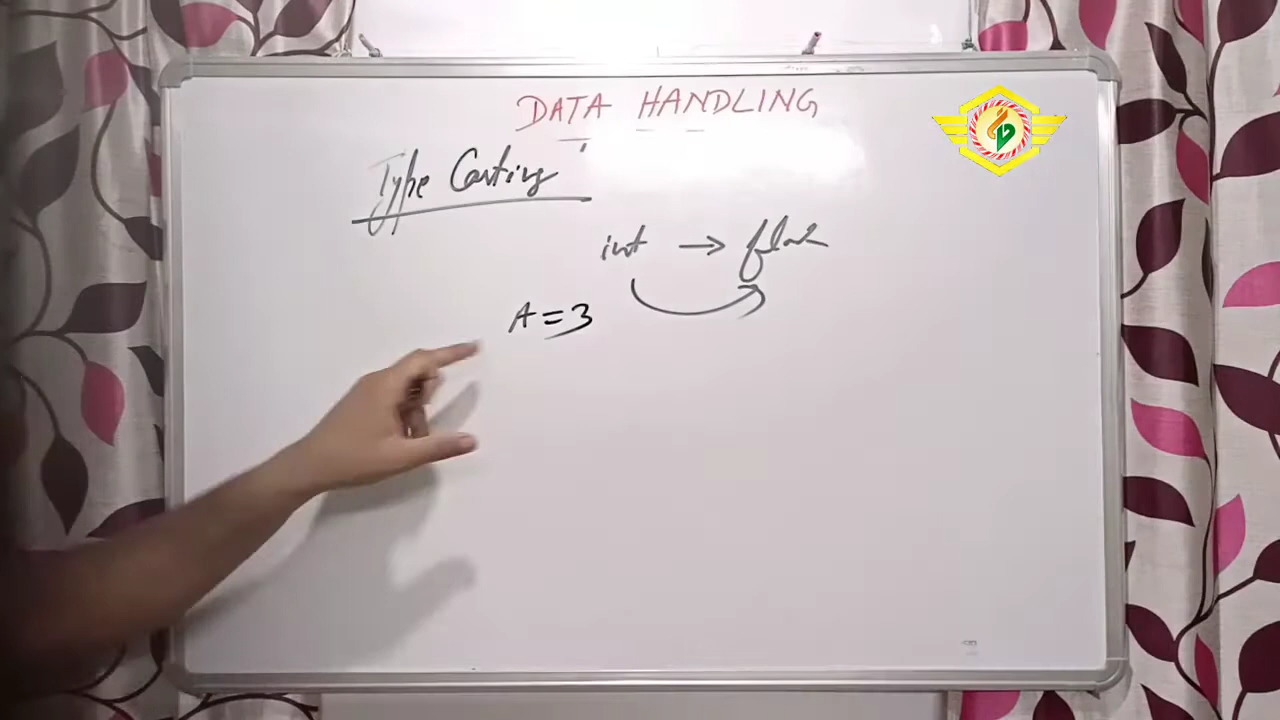 DATA HANDLING
Type Casting
int → float
A = 3